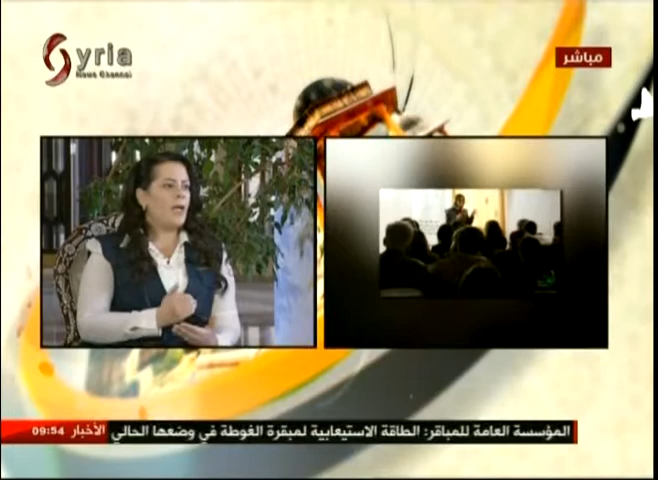 Syria
News Channel
مباشر
المؤسسة العامة للمباقر: الطاقة الاستيعابية لمبقرة الغوطة في وضعها الحالي
الأخبار 09:54